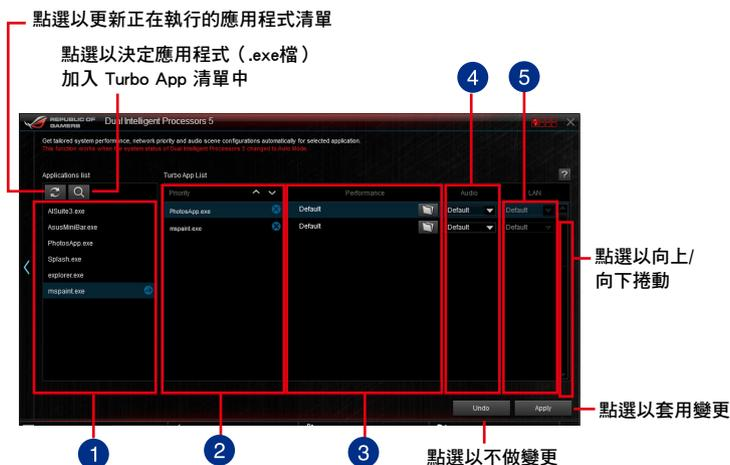 點選以更新正在執行的應用程式清單
點選以決定應用程式（.exe檔）
加入 Turbo App 清單中
4
5
REPUBLIC OF
GAMERS
Dual Intelligent Processors 5
Get tailored system performance, network priority and audio scene configurations automatically for selected application.
This function works when the system status of Dual Intelligent Processors 5 changed to Auto Mode.
Applications list
Turbo App List
?
Priority
Performance
Audio
LAN
AISuite3.exe
AsusMiniBar.exe
PhotosApp.exe
Splash.exe
explorer.exe
mspaint.exe
PhotosApp.exe
Default
Default
Default
mspaint.exe
Default
Default
Default
點選以向上/
向下捲動
Undo
Apply
點選以套用變更
1
2
3
點選以不做變更